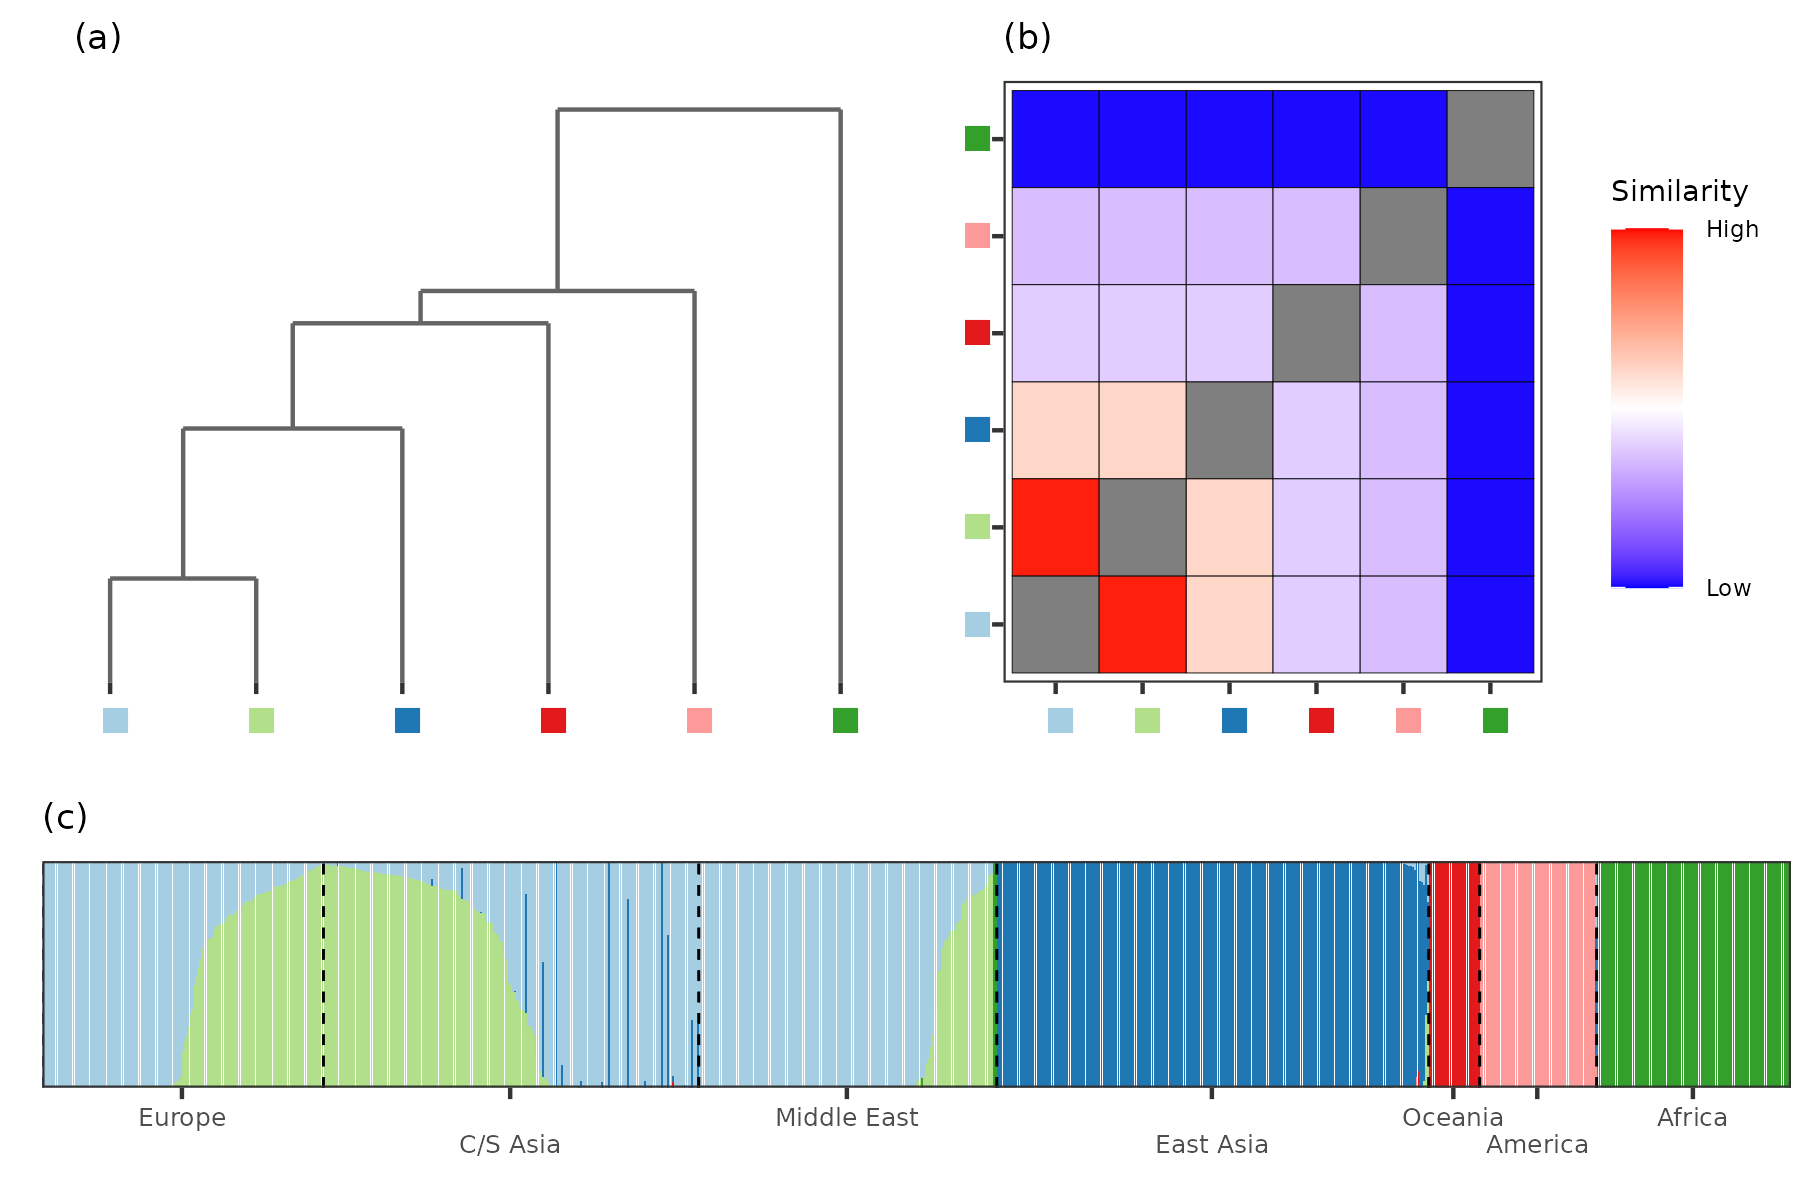 (a)
(b)
Similarity
High
Low
(c)
Europe
C/S Asia
Middle East
East Asia
Oceania
America
Africa